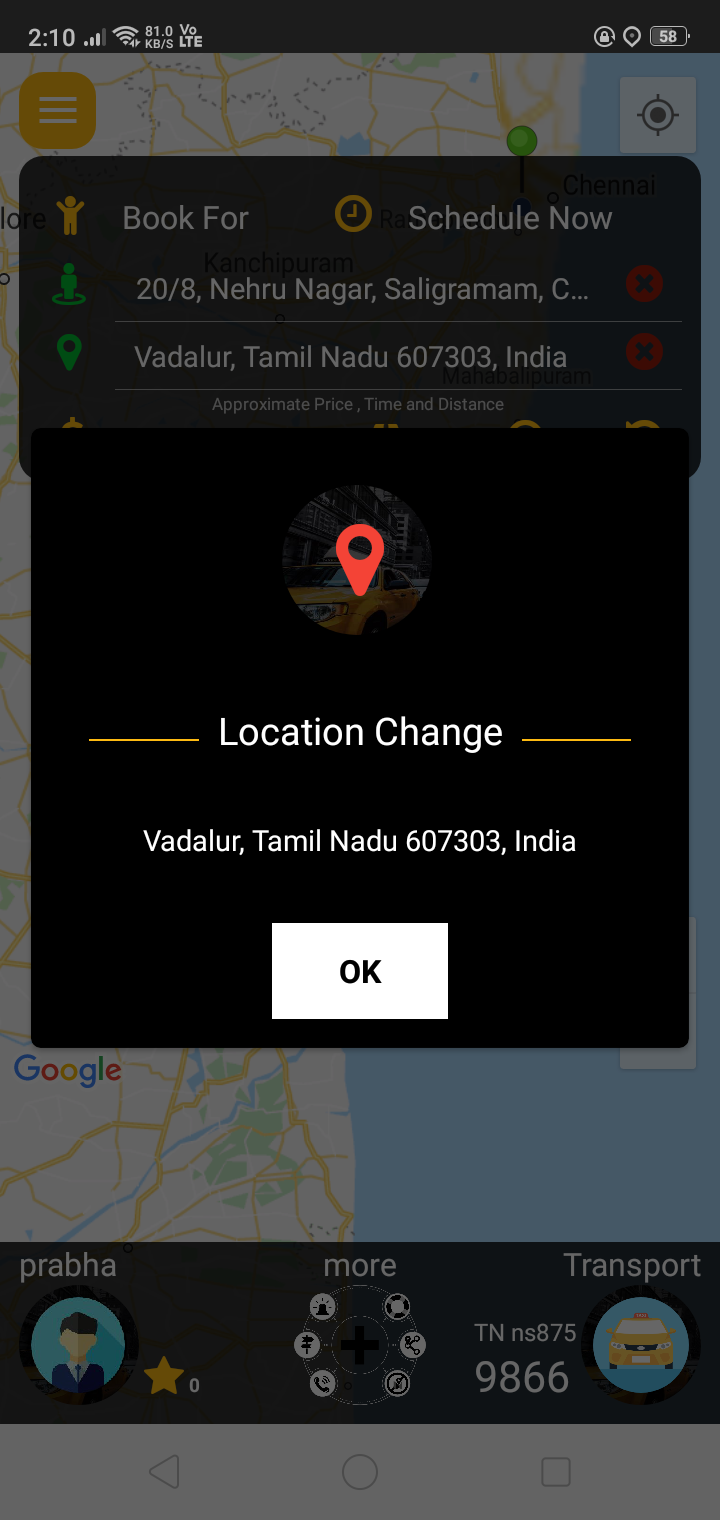 2:10 81.0 KB/S Vo LTE 58
Chennai
lore
Book For Schedule Now
Kanchipuram
20/8, Nehru Nagar, Saligramam, C...
Vadalur, Tamil Nadu 607303, India
Mahabalipuram
Approximate Price , Time and Distance
Location Change
Vadalur, Tamil Nadu 607303, India
OK
Google
prabha more Transport
TN ns875
9866
0